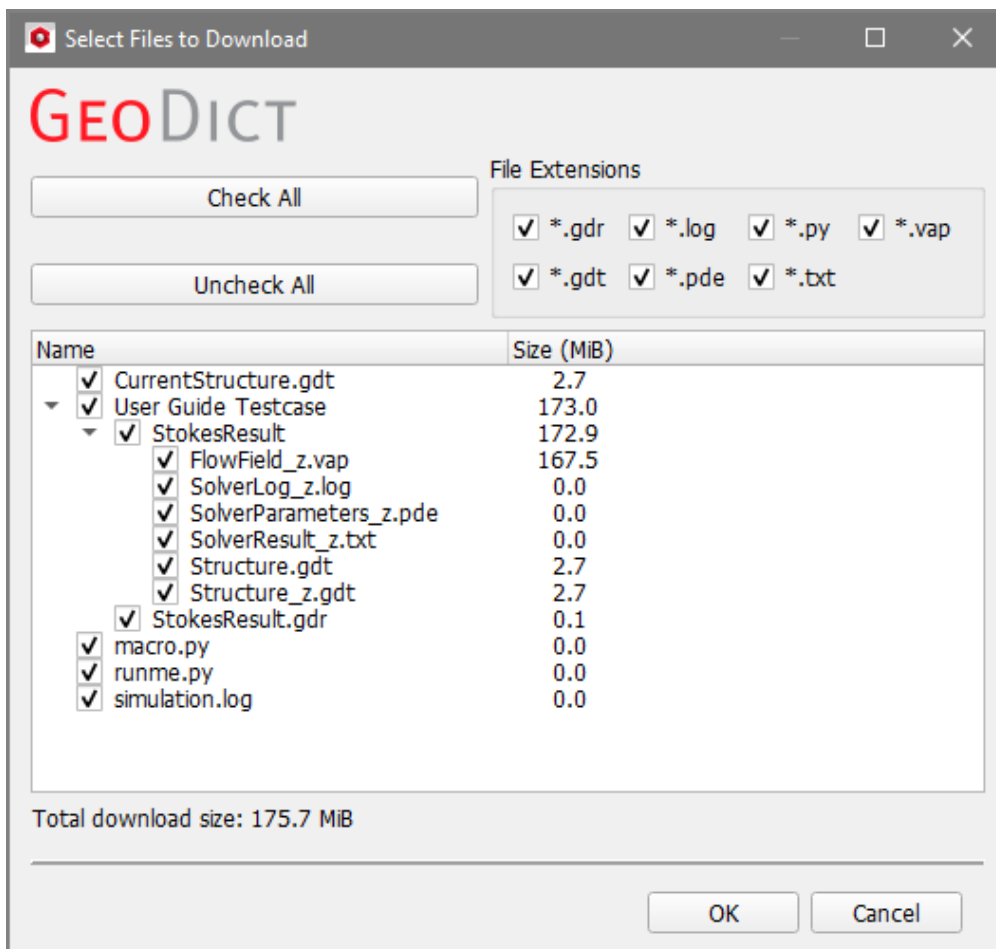 Select Files to Download
GEODICT
Check All
Uncheck All
File Extensions
*.gdr *.log *.py *.vap
*.gdt *.pde *.txt
Name Size (MiB)
CurrentStructure.gdt 2.7
User Guide Testcase 173.0
StokesResult 172.9
FlowField_z.vap 167.5
SolverLog_z.log 0.0
SolverParameters_z.pde 0.0
SolverResult_z.txt 0.0
Structure.gdt 2.7
Structure_z.gdt 2.7
StokesResult.gdr 0.1
macro.py 0.0
runme.py 0.0
simulation.log 0.0
Total download size: 175.7 MiB
OK Cancel